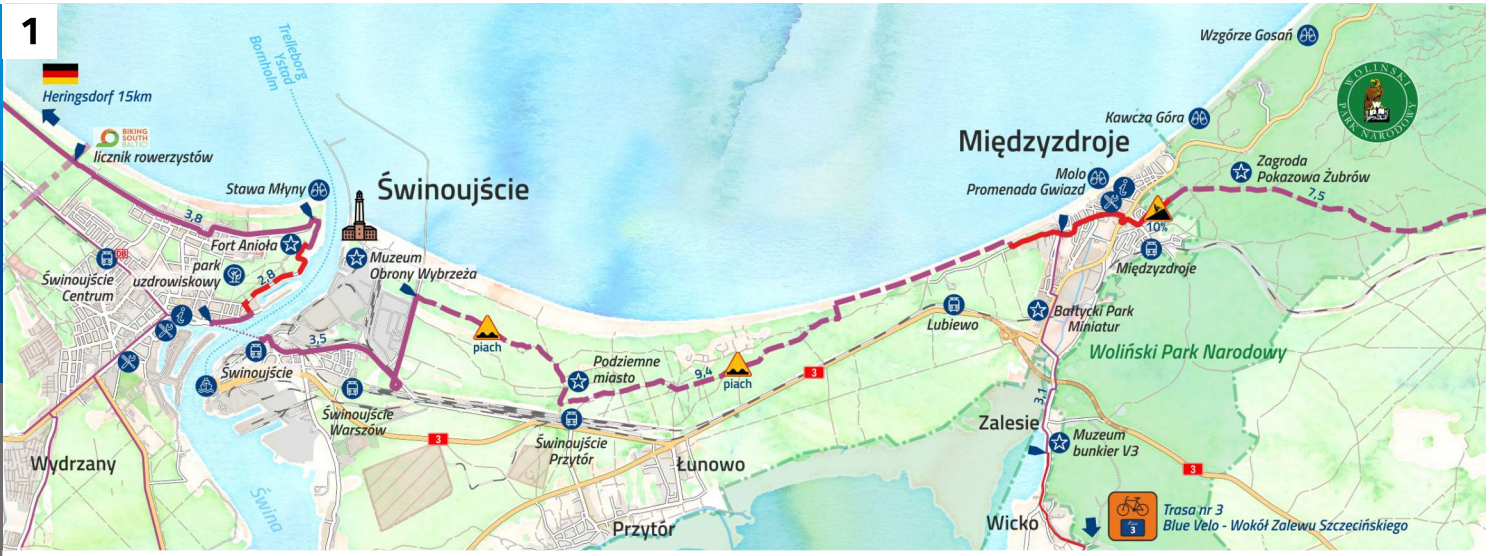 1
Heringsdorf 15km
BIKING
SOUTH
BALTIC!
licznik rowerzystów
Trelleborg
Ystad
Bornholm
Wzgórze Gosań
WOLIŃSKI
PARK NARODOWY
Kawcza Góra
Międzyzdroje
Molo
Promenada Gwiazd
Zagroda
Pokazowa Żubrów
7,5
10%
Międzyzdroje
Stawa Młyny
Świnoujście
3,8
Fort Anioła
Muzeum
Obrony Wybrzeża
DB
park
uzdrowiskowy
2,8
Świnoujście
Centrum
3,5
Świnoujście
piach
Podziemne
miasto
9,4
piach
3
Lubiewo
Bałtycki Park
Miniatur
Woliński Park Narodowy
3,1
Świnoujście
Warszów
3
Świnoujście
Przytór
Zalesie
Muzeum
bunkier V3
3
Wydrzany
Łunowo
Świna
Przytór
Wicko
3
Trasa nr 3
Blue Velo - Wokół Zalewu Szczecińskiego